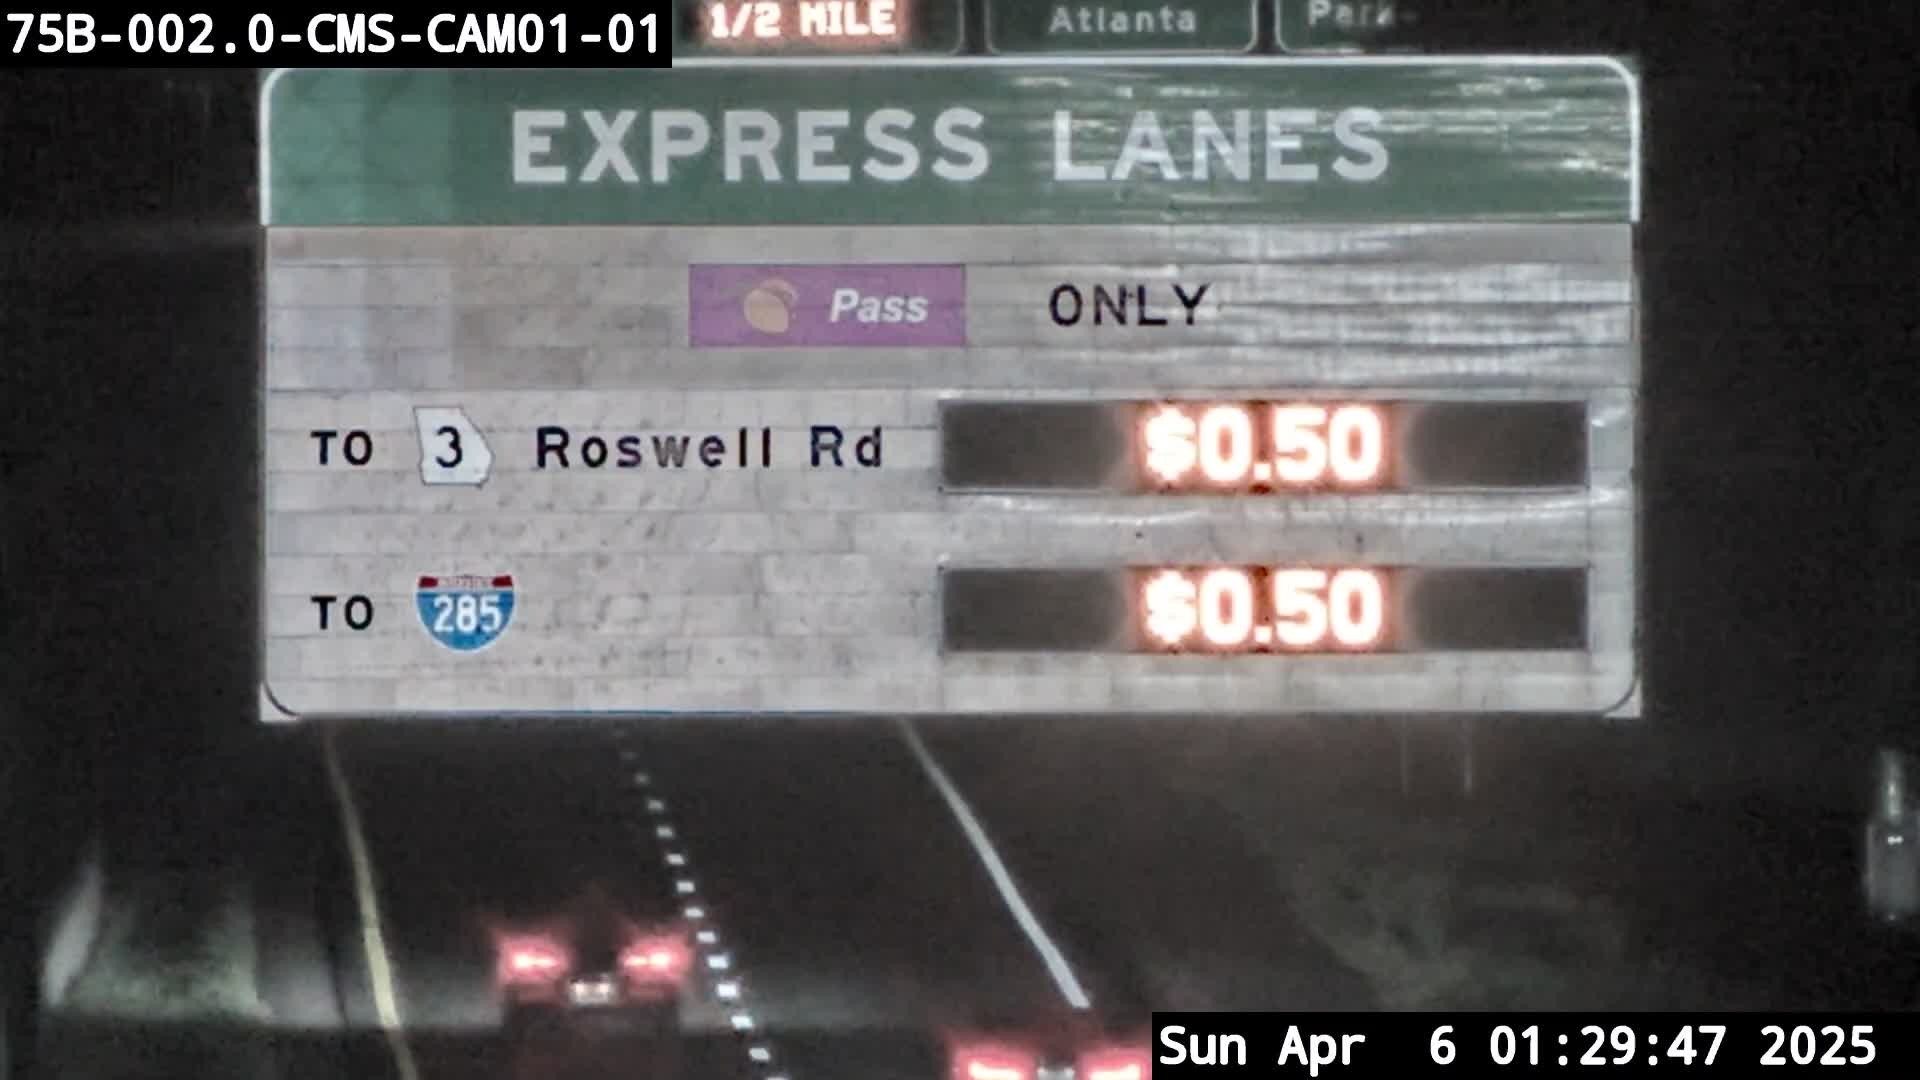 75B-002.0-CMS-CAM01-01
1/2 MILE
Atlanta
EXPRESS LANES
Pass ONLY
TO 3 Roswell Rd $0.50
TO 285 $0.50
Sun Apr 6 01:29:47 2025